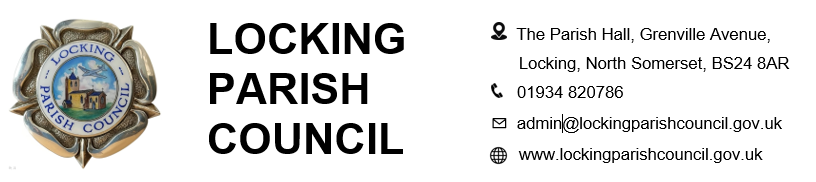 LOCKING
PARISH COUNCIL
LOCKING
PARISH
COUNCIL
The Parish Hall, Grenville Avenue,
Locking, North Somerset, BS24 8AR
01934 820786
admin@lockingparishcouncil.gov.uk
www.lockingparishcouncil.gov.uk